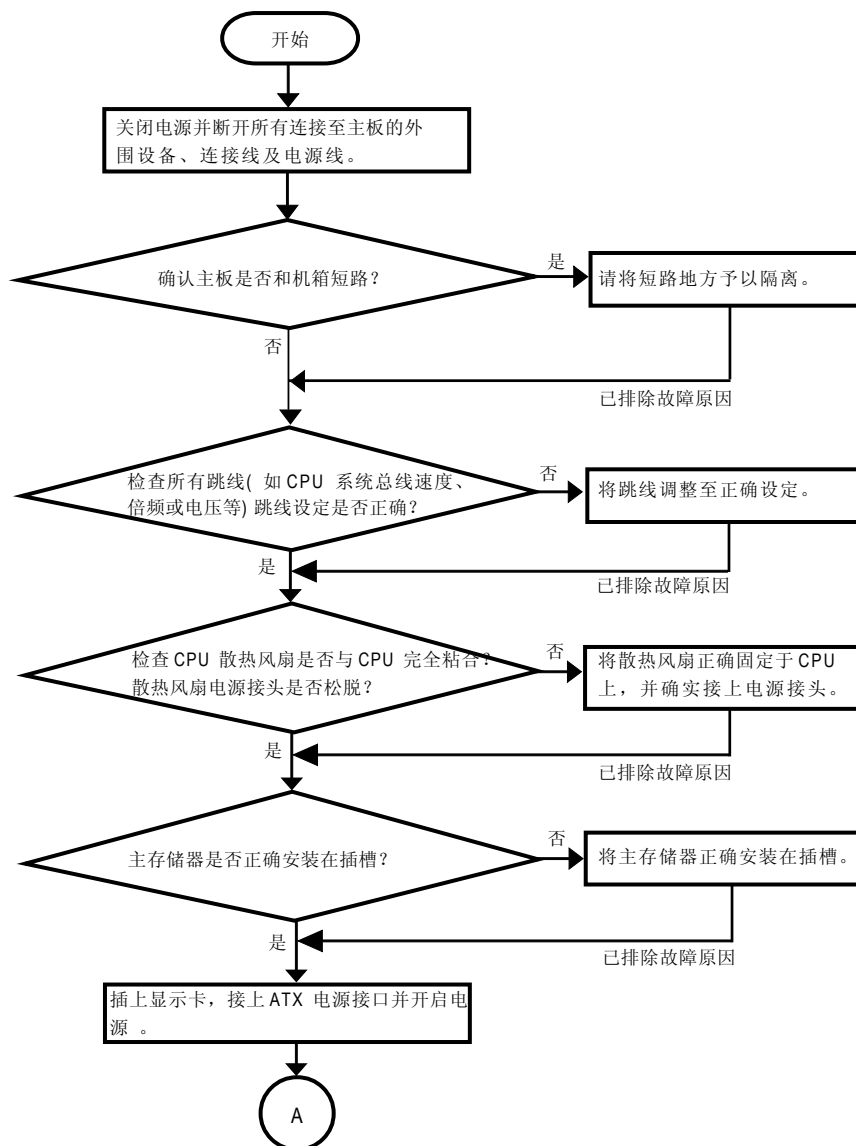 开始
关闭电源并断开所有连接至主板的外
围设备、连接线及电源线。
确认主板是否和机箱短路？
是
请将短路地方予以隔离。
否
已排除故障原因
检查所有跳线( 如 CPU 系统总线速度、
倍频或电压等) 跳线设定是否正确？
否
将跳线调整至正确设定。
是
已排除故障原因
检查 CPU 散热风扇是否与 CPU 完全粘合？
散热风扇电源接头是否松脱？
否
将散热风扇正确固定于 CPU
上，并确实接上电源接头。
是
已排除故障原因
主存储器是否正确安装在插槽？
否
将主存储器正确安装在插槽。
是
已排除故障原因
插上显示卡，接上 ATX 电源接口并开启电
源 。
A